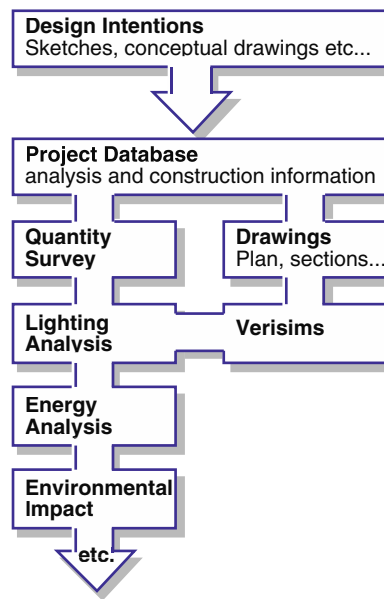 Design Intentions
Sketches, conceptual drawings etc...
Project Database
analysis and construction information
Quantity
Survey
Drawings
Plan, sections...
Lighting
Analysis
Verisims
Energy
Analysis
Environmental
Impact
etc.